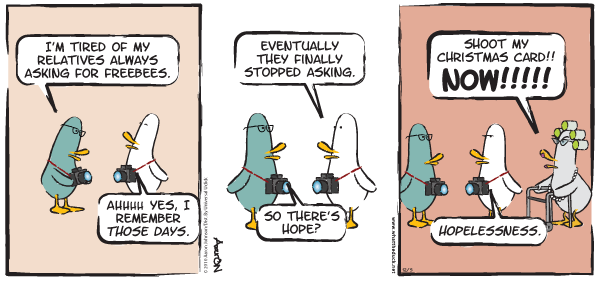 I'M TIRED OF MY
RELATIVES ALWAYS
ASKING FOR FREEBEES.
AHHHH YES, I
REMEMBER
THOSE DAYS.
EVENTUALLY
THEY FINALLY
STOPPED ASKING.
SO THERE'S
HOPE?
SHOOT MY
CHRISTMAS CARD!!
NOW!!!!!
HOPELESSNESS.